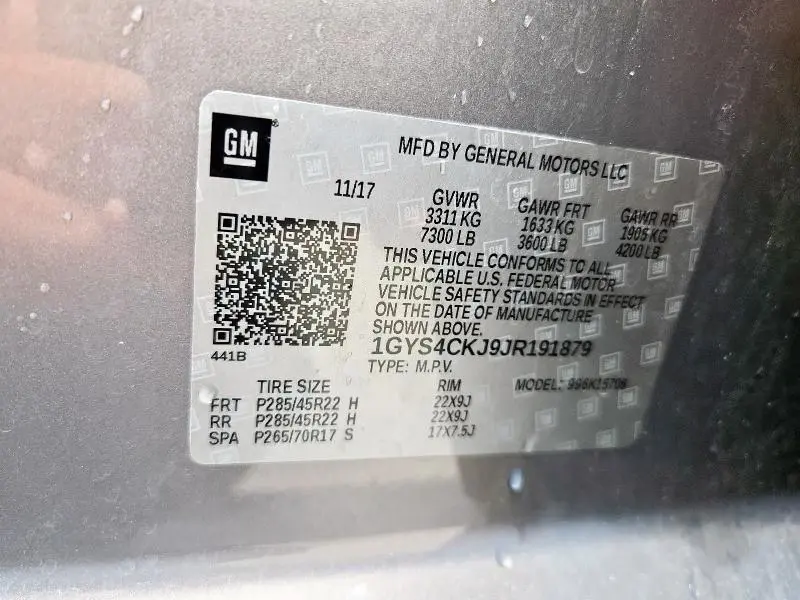 GM
MFD BY GENERAL MOTORS LLC
11/17
GVWR GAWR FRT GAWR RR
3311 KG 1633 KG 1905 KG
7300 LB 3600 LB 4200 LB
THIS VEHICLE CONFORMS TO ALL
APPLICABLE U.S. FEDERAL MOTOR
VEHICLE SAFETY STANDARDS IN EFFECT
ON THE DATE OF MANUFACTURE
SHOWN ABOVE.
441B
1GYS4CKJ9JR191879
TYPE: M.P.V.
TIRE SIZE RIM MODEL:
FRT P285/45R22 H 22X9J
RR P285/45R22 H 22X9J
SPA P265/70R17 S 17X7.5J